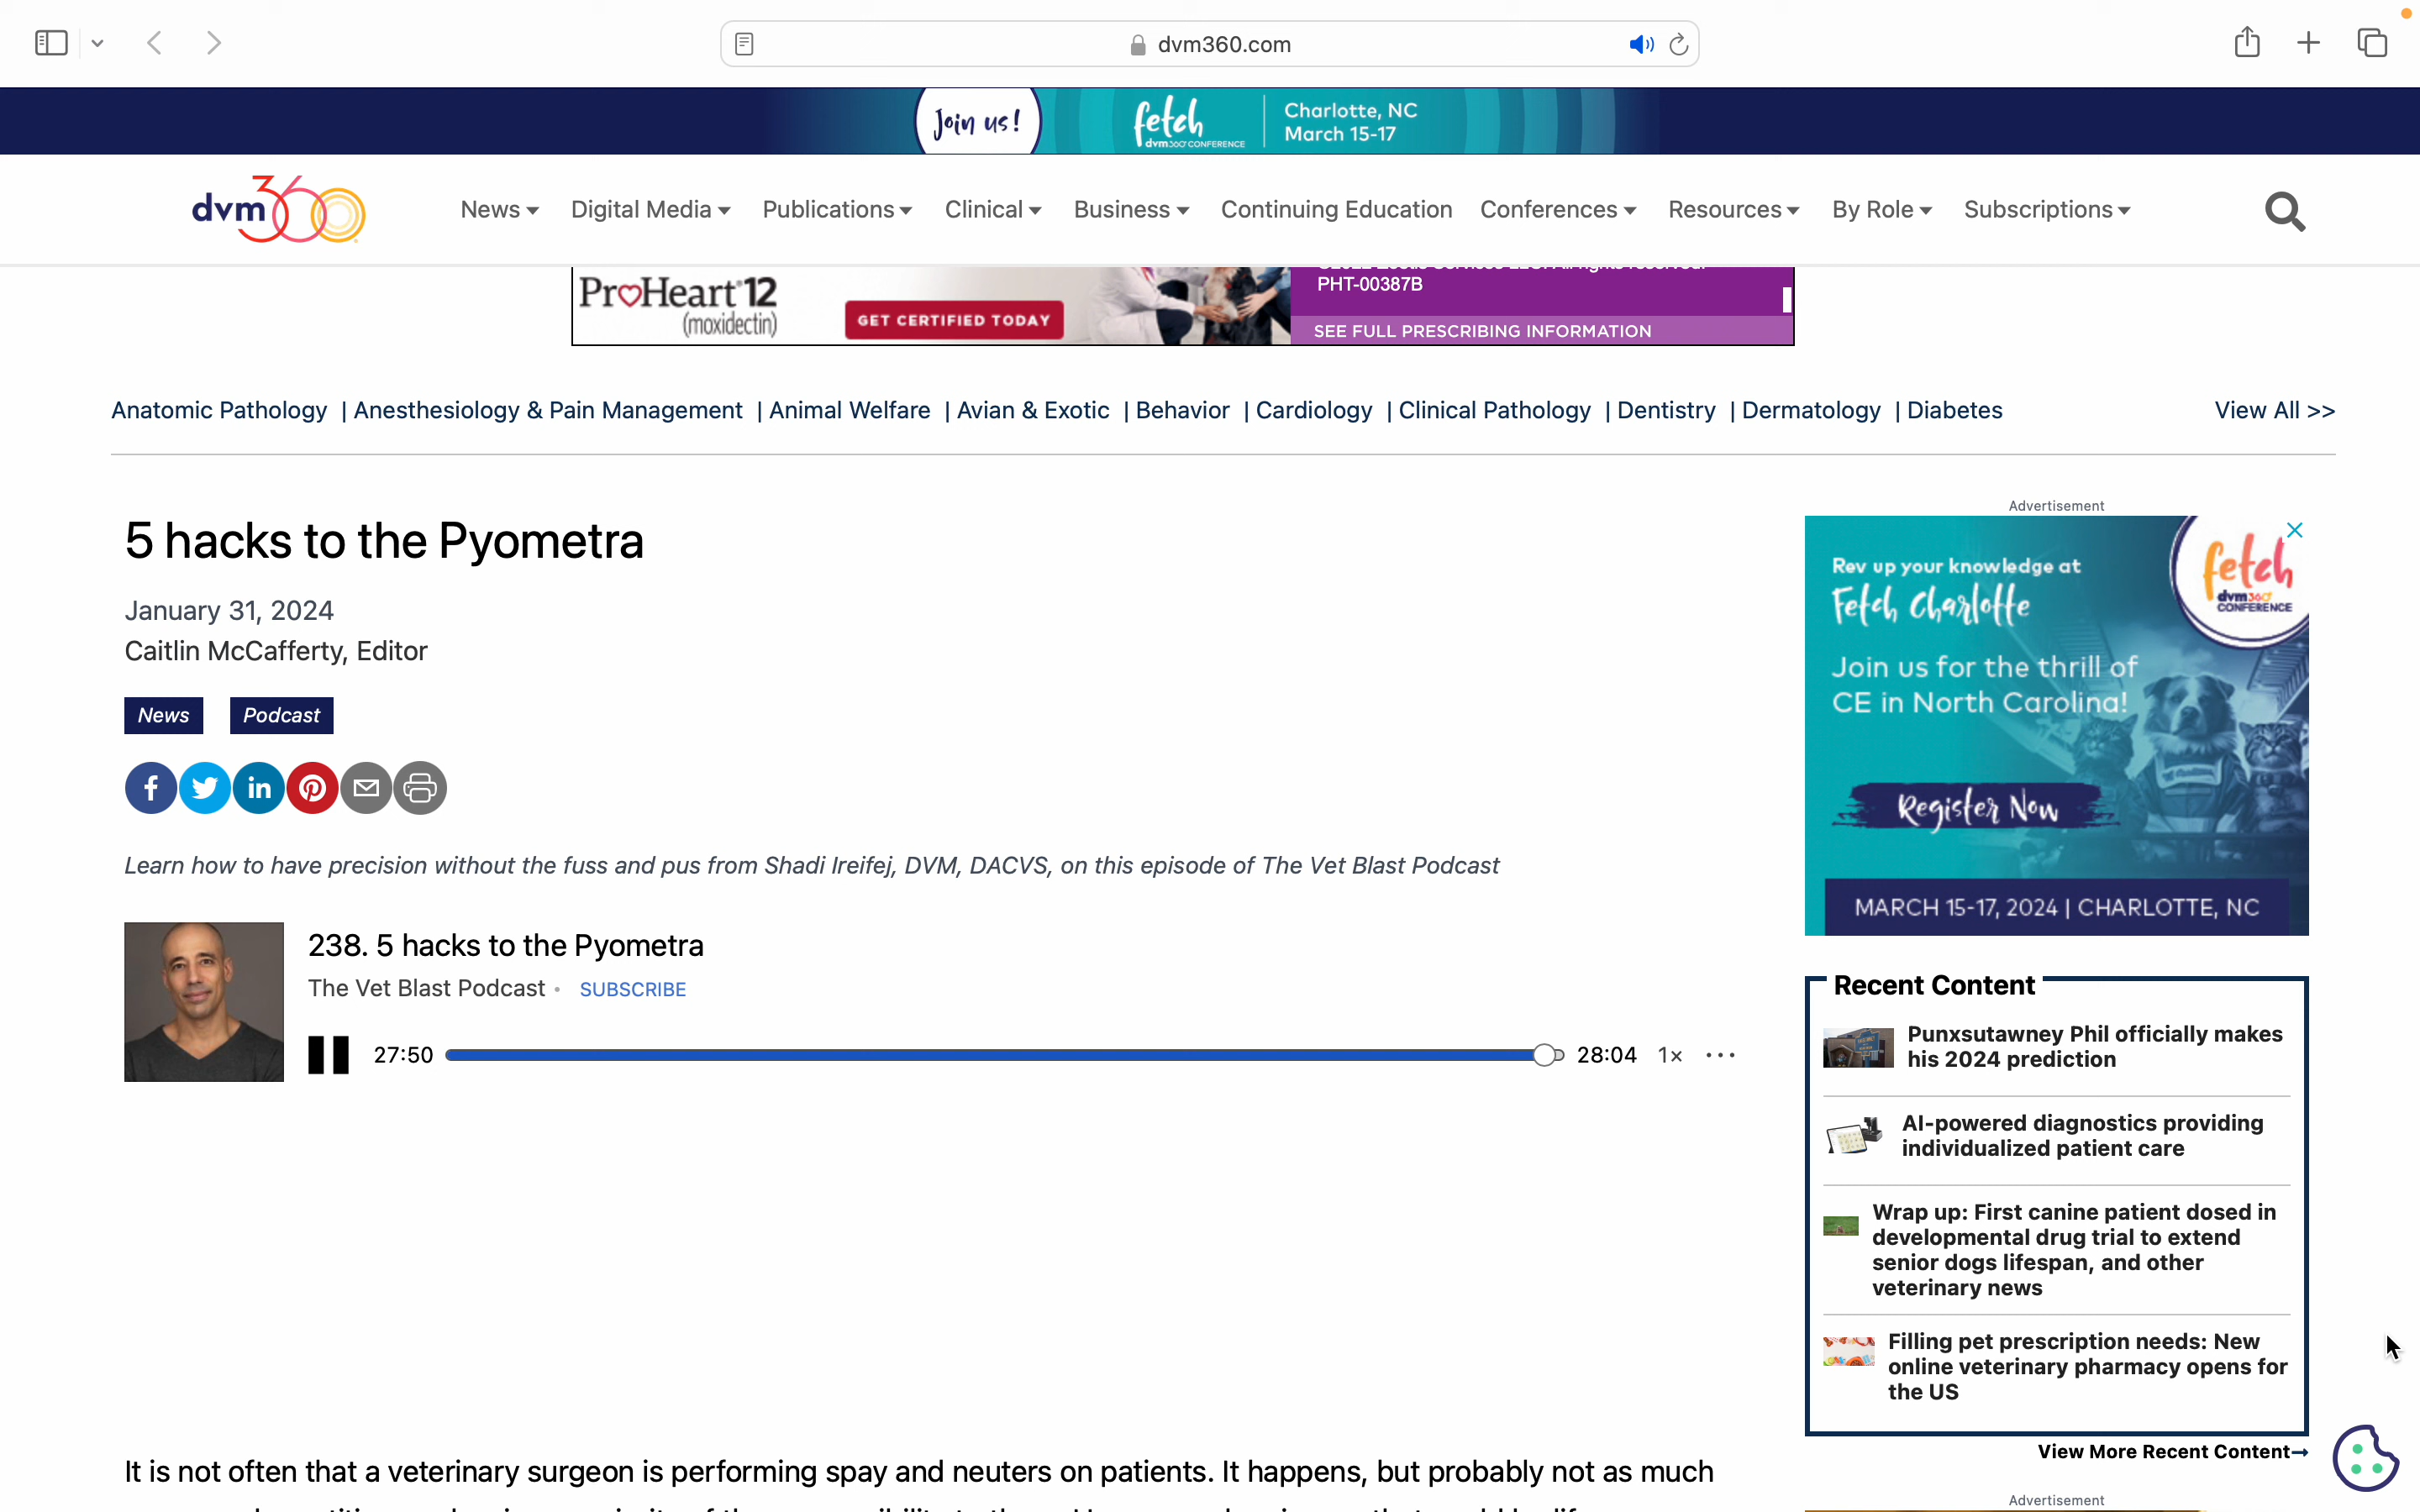 dvm360.com
Join us!
fetch
dvm360 CONFERENCE
Charlotte, NC
March 15-17
dvm360
News
Digital Media
Publications
Clinical
Business
Continuing Education
Conferences
Resources
By Role
Subscriptions
ProHeart 12
(moxidectin)
GET CERTIFIED TODAY
PHT-00387B
SEE FULL PRESCRIBING INFORMATION
Anatomic Pathology | Anesthesiology & Pain Management | Animal Welfare | Avian & Exotic | Behavior | Cardiology | Clinical Pathology | Dentistry | Dermatology | Diabetes
View All >>
5 hacks to the Pyometra
January 31, 2024
Caitlin McCafferty, Editor
News
Podcast
Learn how to have precision without the fuss and pus from Shadi Ireifej, DVM, DACVS, on this episode of The Vet Blast Podcast
238. 5 hacks to the Pyometra
The Vet Blast Podcast • SUBSCRIBE
27:50
28:04
1×
It is not often that a veterinary surgeon is performing spay and neuters on patients. It happens, but probably not as much
Advertisement
Rev up your knowledge at
Fetch Charlotte
fetch
dvm360
CONFERENCE
Join us for the thrill of
CE in North Carolina!
Register Now
MARCH 15-17, 2024 | CHARLOTTE, NC
Recent Content
Punxsutawney Phil officially makes
his 2024 prediction
AI-powered diagnostics providing
individualized patient care
Wrap up: First canine patient dosed in
developmental drug trial to extend
senior dogs lifespan, and other
veterinary news
Filling pet prescription needs: New
online veterinary pharmacy opens for
the US
View More Recent Content→
Advertisement